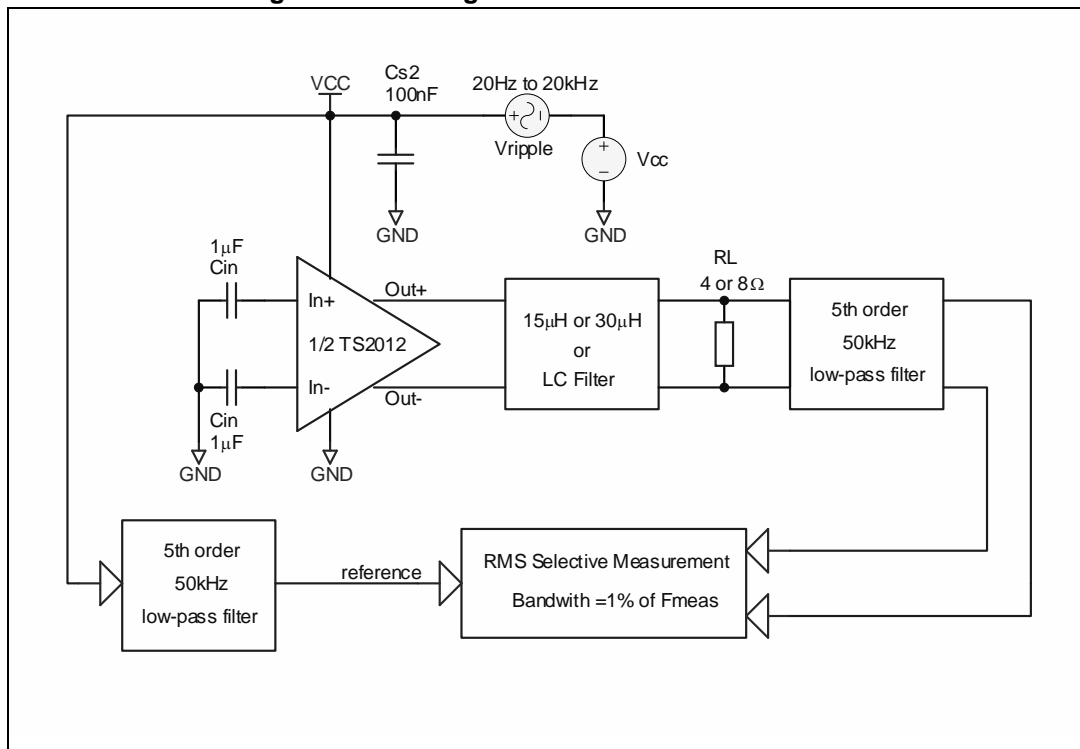 VCC
Cs2
100nF
20Hz to 20kHz
+
-
Vripple
+
-
Vcc
GND
GND
1μF
Cin
In+
1/2 TS2012
In-
Out+
Out-
Cin
1μF
GND
GND
15μH or 30μH
or
LC Filter
RL
4 or 8Ω
5th order
50kHz
low-pass filter
5th order
50kHz
low-pass filter
reference
RMS Selective Measurement
Bandwith =1% of Fmeas